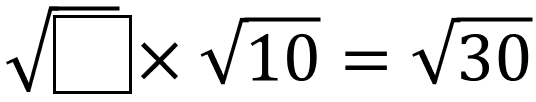 √□ × √10 = √30